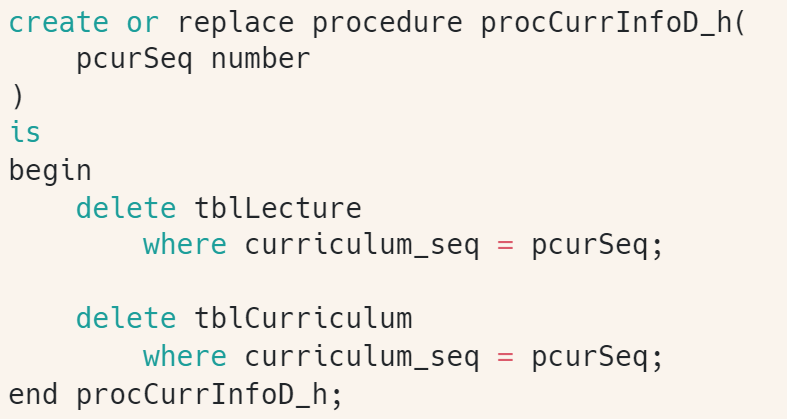 create or replace procedure procCurrInfoD_h(
    pcurSeq number
)
is
begin
    delete tblLecture
        where curriculum_seq = pcurSeq;

    delete tblCurriculum
        where curriculum_seq = pcurSeq;
end procCurrInfoD_h;